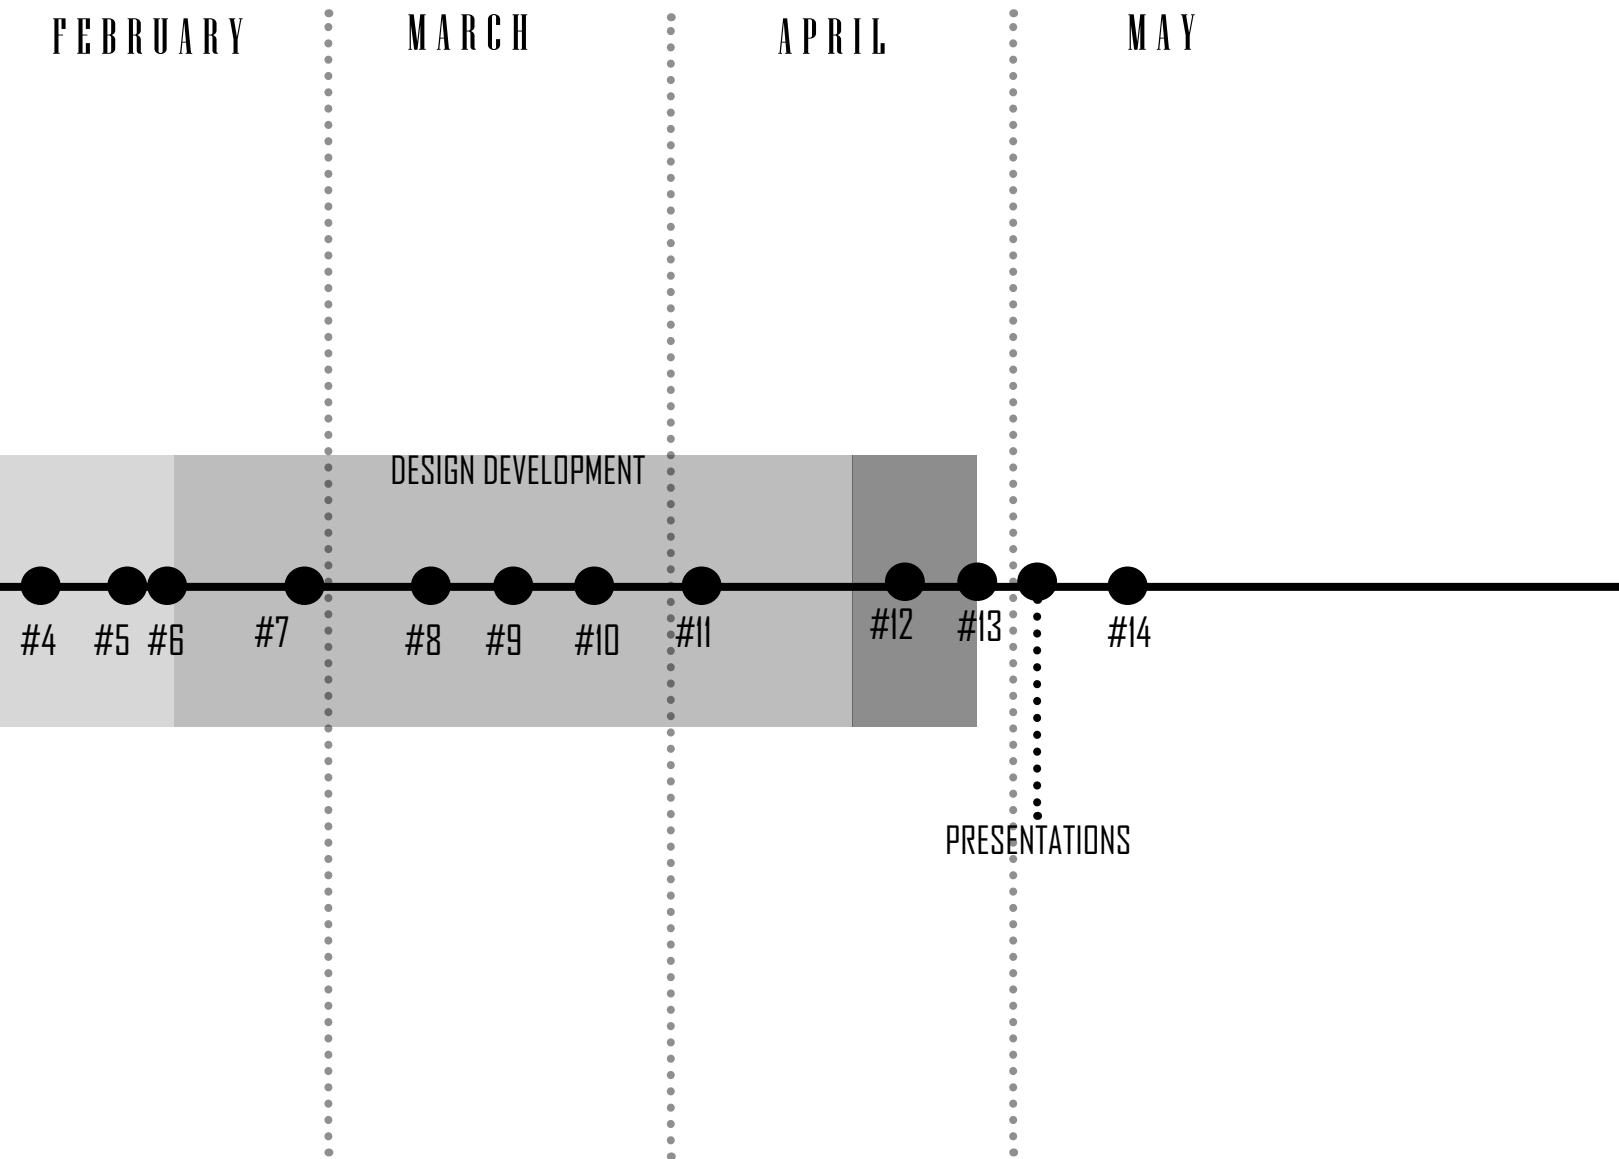 FEBRUARY
MARCH
APRIL
MAY
DESIGN DEVELOPMENT
#4
#5
#6
#7
#8
#9
#10
#11
#12
#13
#14
PRESENTATIONS